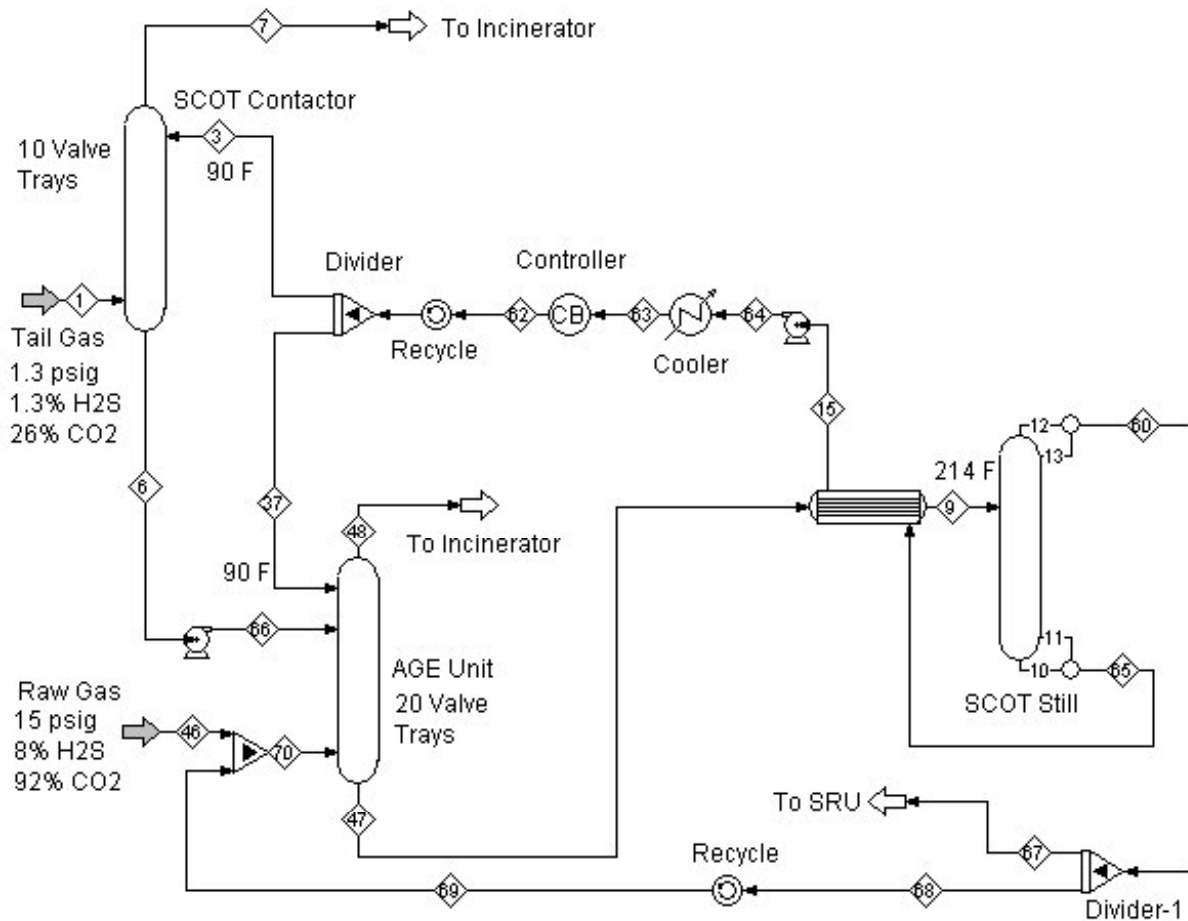 7
To Incinerator
SCOT Contactor
3
10 Valve
Trays
90 F
Divider
Controller
1
62
CB
63
64
Tail Gas
1.3 psig
1.3% H2S
26% CO2
Recycle
Cooler
15
12
60
13
214 F
6
37
9
48
To Incinerator
90 F
66
AGE Unit
20 Valve
Trays
11
10
65
SCOT Still
Raw Gas
15 psig
8% H2S
92% CO2
46
70
47
To SRU
67
Recycle
69
68
Divider-1